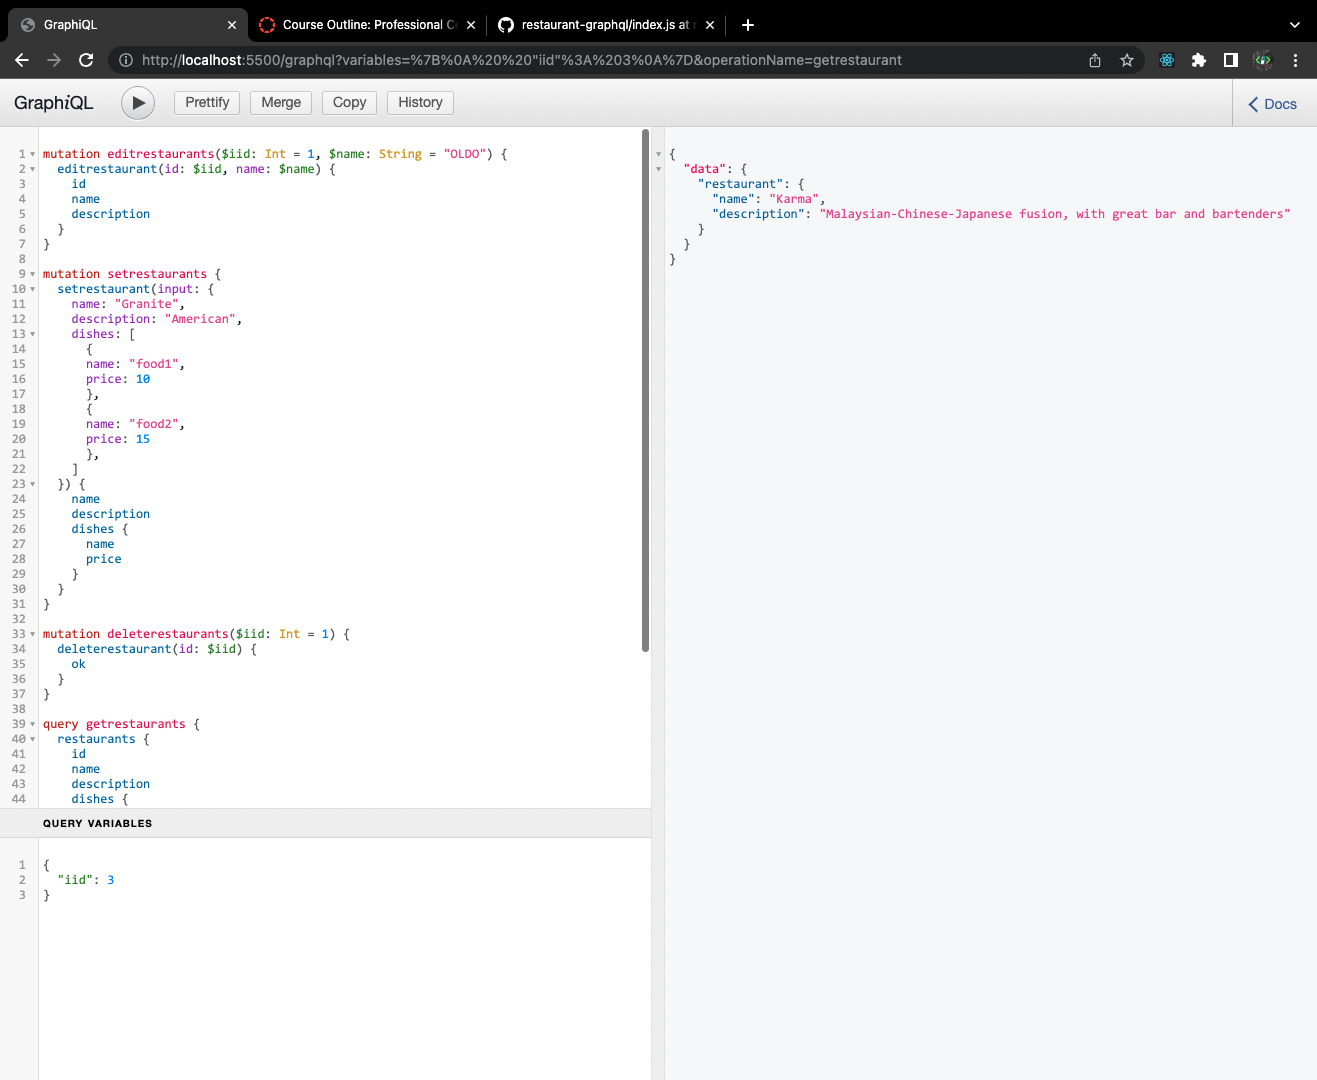 GraphiQL
Course Outline: Professional C
restaurant-graphql/index.js at
http://localhost:5500/graphql?variables=%7B%0A%20%20"iid"%3A%203%0A%7D&operationName=getrestaurant
GraphiQL
Prettify
Merge
Copy
History
Docs
1 mutation editrestaurants($iid: Int = 1, $name: String = "OLDO") {
2 editrestaurant(id: $iid, name: $name) {
3 id
4 name
5 description
6 }
7 }
8
9 mutation setrestaurants {
10 setrestaurant(input: {
11 name: "Granite",
12 description: "American",
13 dishes: [
14 {
15 name: "food1",
16 price: 10
17 },
18 {
19 name: "food2",
20 price: 15
21 },
22 ]
23 }) {
24 name
25 description
26 dishes {
27 name
28 price
29 }
30 }
31 }
32
33 mutation deleterestaurants($iid: Int = 1) {
34 deleterestaurant(id: $iid) {
35 ok
36 }
37 }
38
39 query getrestaurants {
40 restaurants {
41 id
42 name
43 description
44 dishes {
QUERY VARIABLES
1 {
2 "iid": 3
3 }
{
"data": {
"restaurant": {
"name": "Karma",
"description": "Malaysian-Chinese-Japanese fusion, with great bar and bartenders"
}
}
}